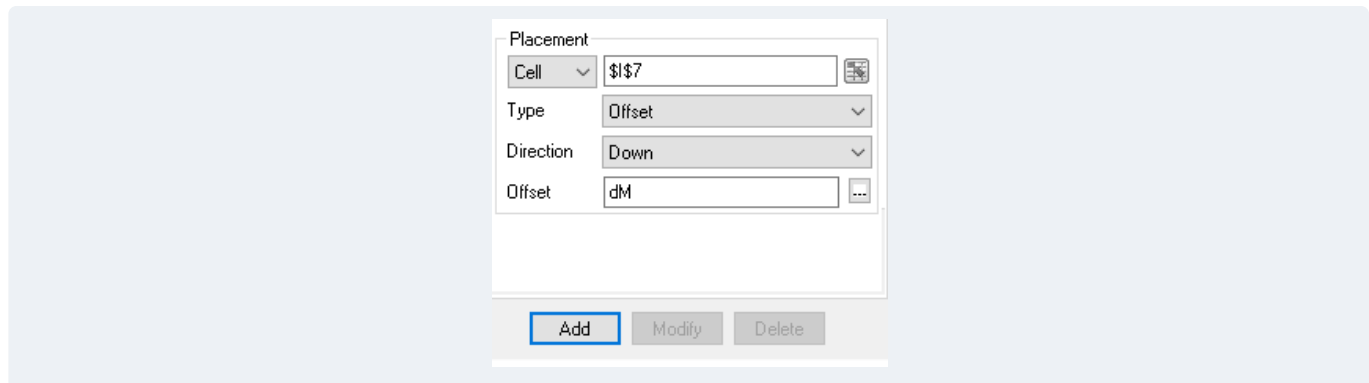 Placement
Cell $I$7
Type Offset
Direction Down
Offset dM ...
Add Modify Delete